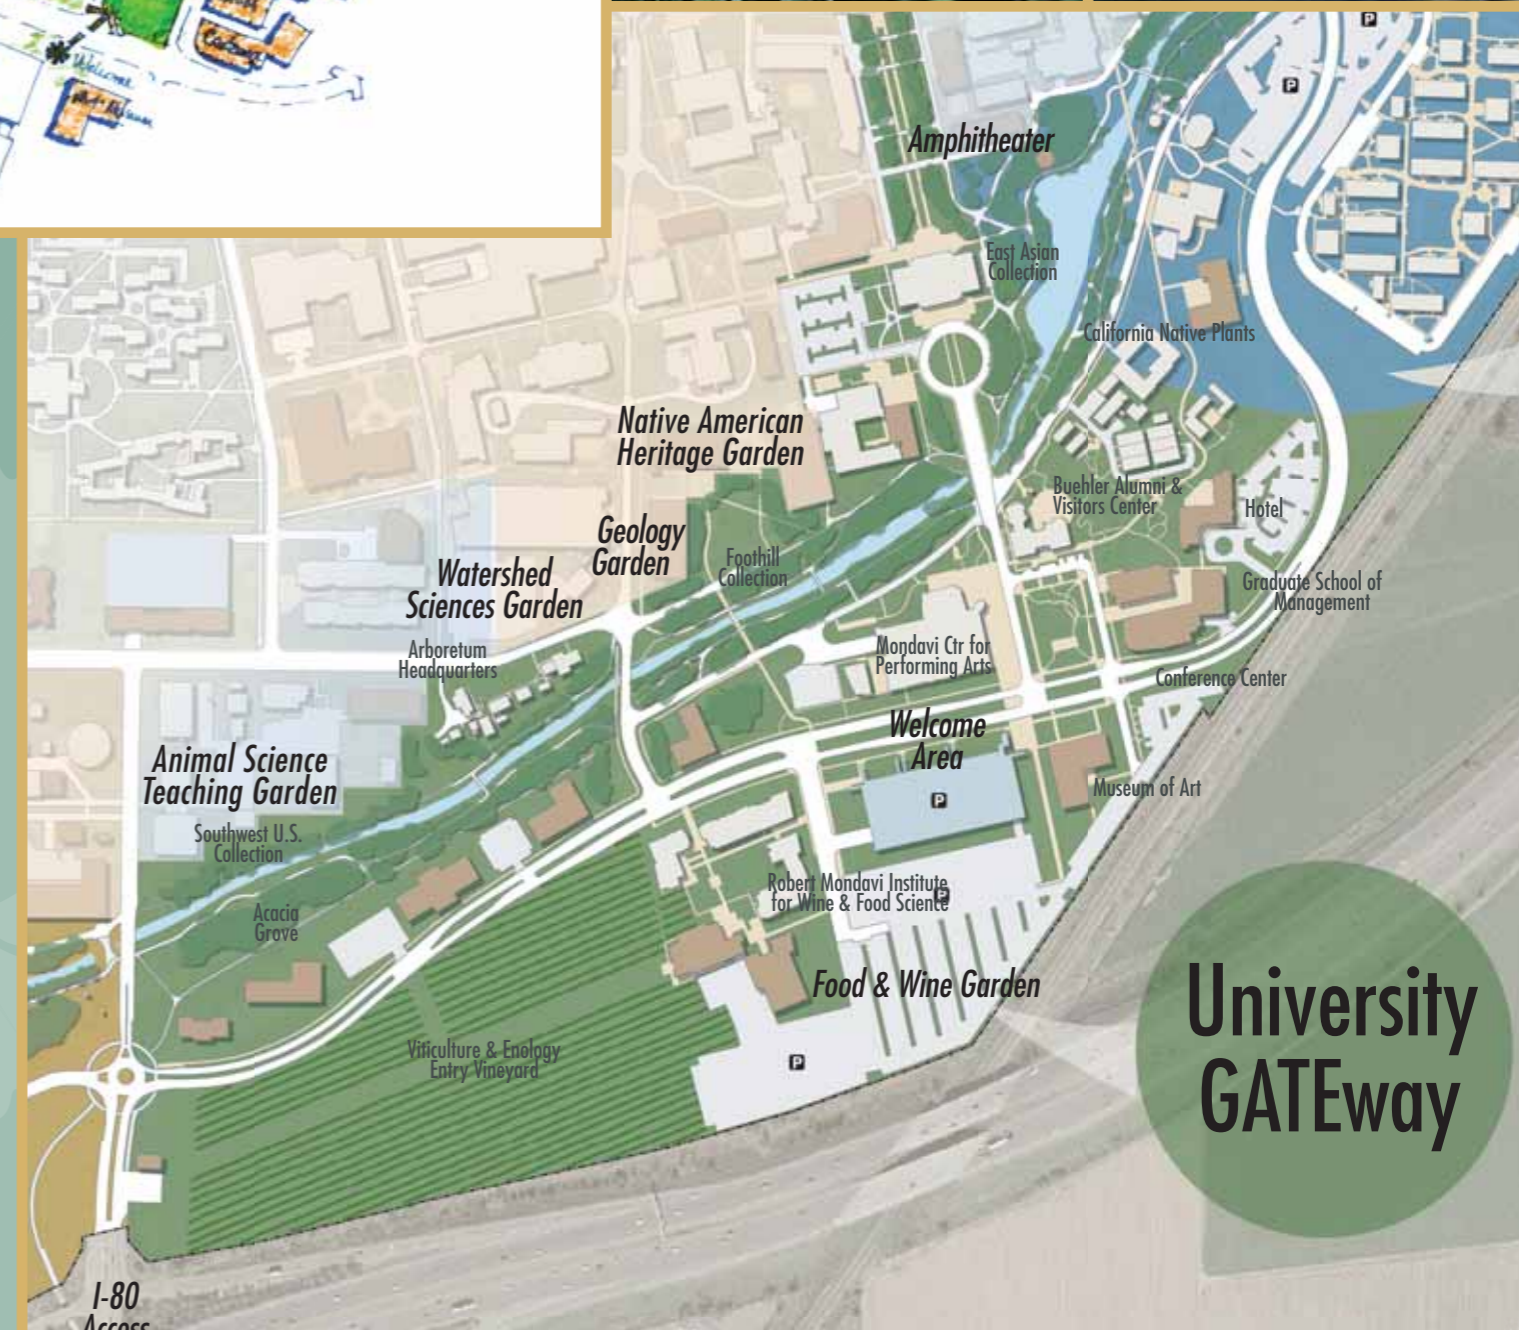 Welcome
P
P
Amphitheater
East Asian
Collection
California Native Plants
Native American
Heritage Garden
Buehler Alumni &
Visitors Center
Hotel
Geology
Garden
Foothill
Collection
Watershed
Sciences Garden
Graduate School of
Management
Arboretum
Headquarters
Mondavi Ctr for
Performing Arts
Conference Center
Welcome
Area
Animal Science
Teaching Garden
Museum of Art
P
Southwest U.S.
Collection
Robert Mondavi Institute
for Wine & Food Science
P
Acacia
Grove
Food & Wine Garden
University
GATEway
Viticulture & Enology
Entry Vineyard
P
I-80
Access